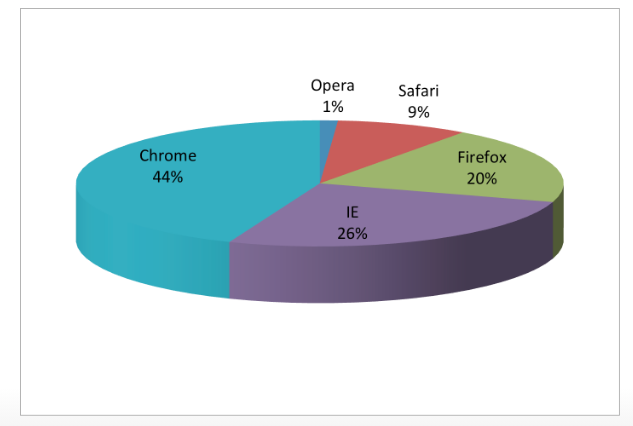 Opera
1%
Safari
9%
Chrome
44%
Firefox
20%
IE
26%